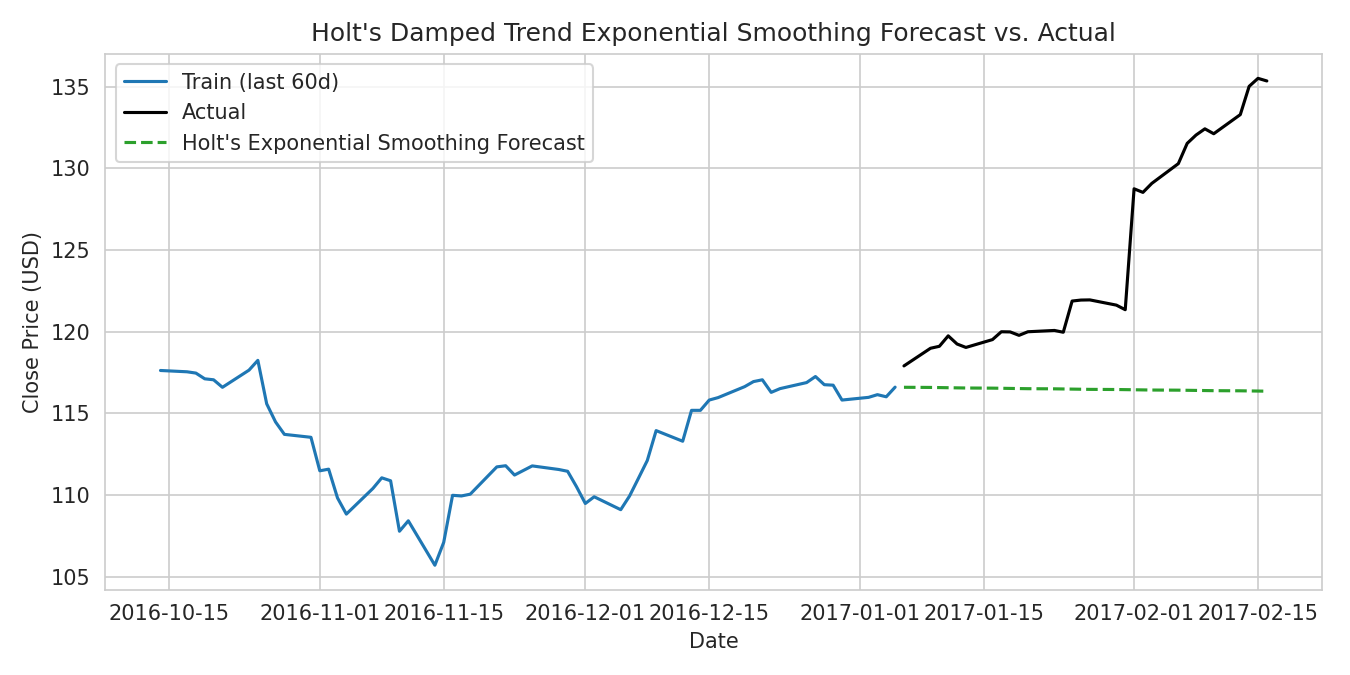 Holt's Damped Trend Exponential Smoothing Forecast vs. Actual
Train (last 60d)
Actual
Holt's Exponential Smoothing Forecast
Close Price (USD)
135
130
125
120
115
110
105
2016-10-15 2016-11-01 2016-11-15 2016-12-01 2016-12-15 2017-01-01 2017-01-15 2017-02-01 2017-02-15
Date